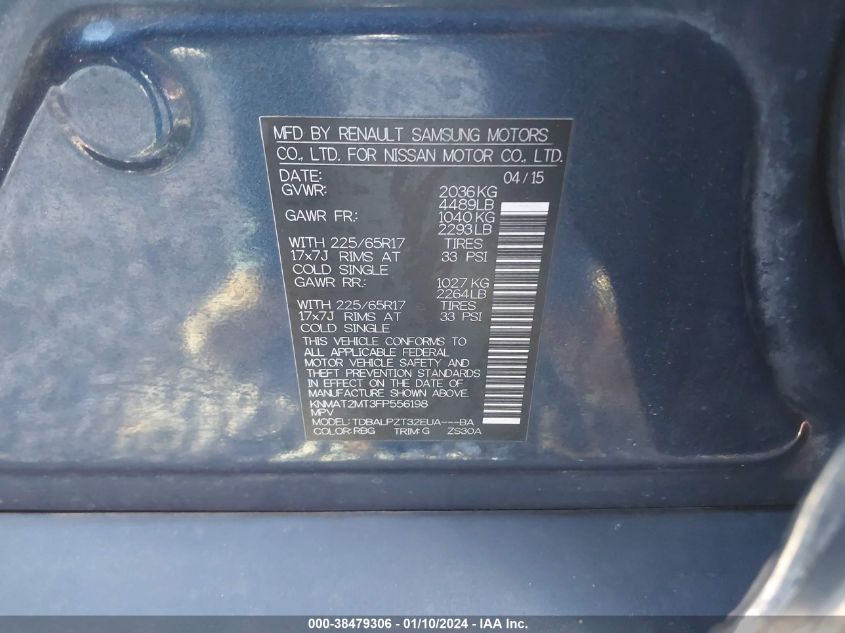 MFD BY RENAULT SAMSUNG MOTORS
CO., LTD. FOR NISSAN MOTOR CO., LTD.
DATE: 04/15
GVWR: 2036KG
4489LB
GAWR FR.: 1040KG
2293LB
WITH 225/65R17 TIRES
17x7J RIMS AT 33 PSI
COLD SINGLE
GAWR RR.: 1027KG
2264LB
WITH 225/65R17 TIRES
17x7J RIMS AT 33 PSI
COLD SINGLE
THIS VEHICLE CONFORMS TO
ALL APPLICABLE FEDERAL
MOTOR VEHICLE SAFETY AND
THEFT PREVENTION STANDARDS
IN EFFECT ON THE DATE OF
MANUFACTURE SHOWN ABOVE.
KNMAT2MT3FP556198
MPV
MODEL: TDBALPZT32EUA---BA
COLOR:RBG TRIM:G ZS30A
000-38479306 - 01/10/2024 - IAA Inc.